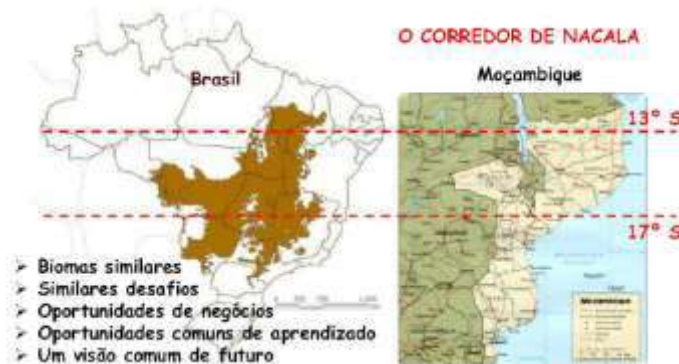 O CORREDOR DE NACALA
Brasil
Moçambique
13° S
17° S
➢ Biomas similares
➢ Similares desafios
➢ Oportunidades de negócios
➢ Oportunidades comuns de aprendizado
➢ Um visão comum de futuro